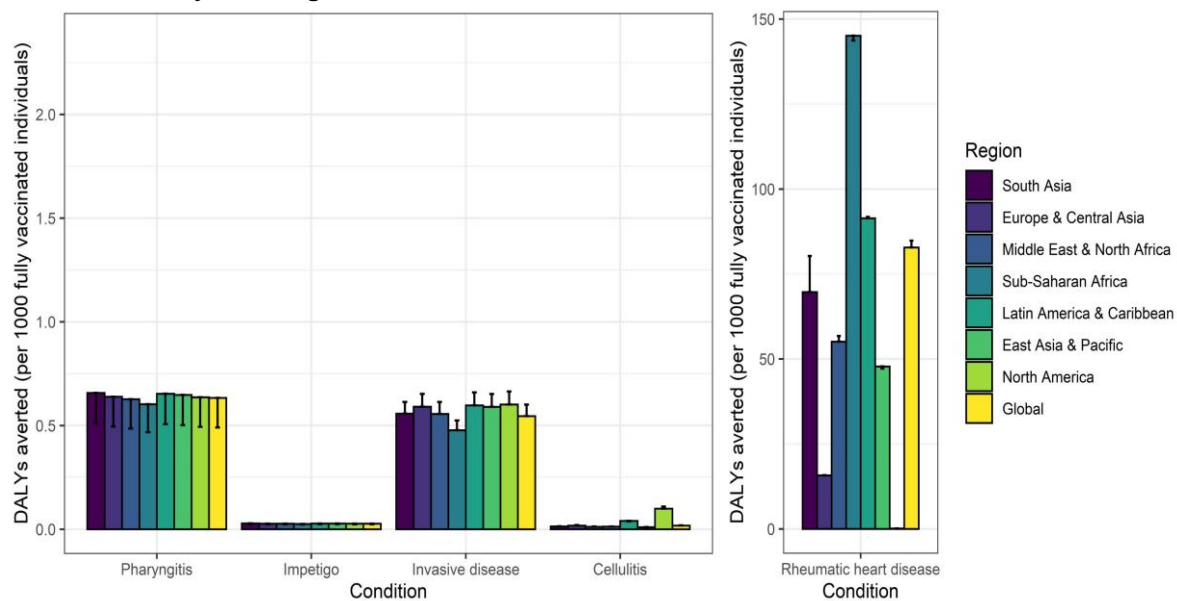 DALYs averted (per 1000 fully vaccinated individuals)
2.0
1.5
1.0
0.5
0.0
Pharyngitis
Impetigo
Invasive disease
Cellulitis
Condition
DALYs averted (per 1000 fully vaccinated individuals)
150
100
50
0
Rheumatic heart disease
Condition
Region
South Asia
Europe & Central Asia
Middle East & North Africa
Sub-Saharan Africa
Latin America & Caribbean
East Asia & Pacific
North America
Global